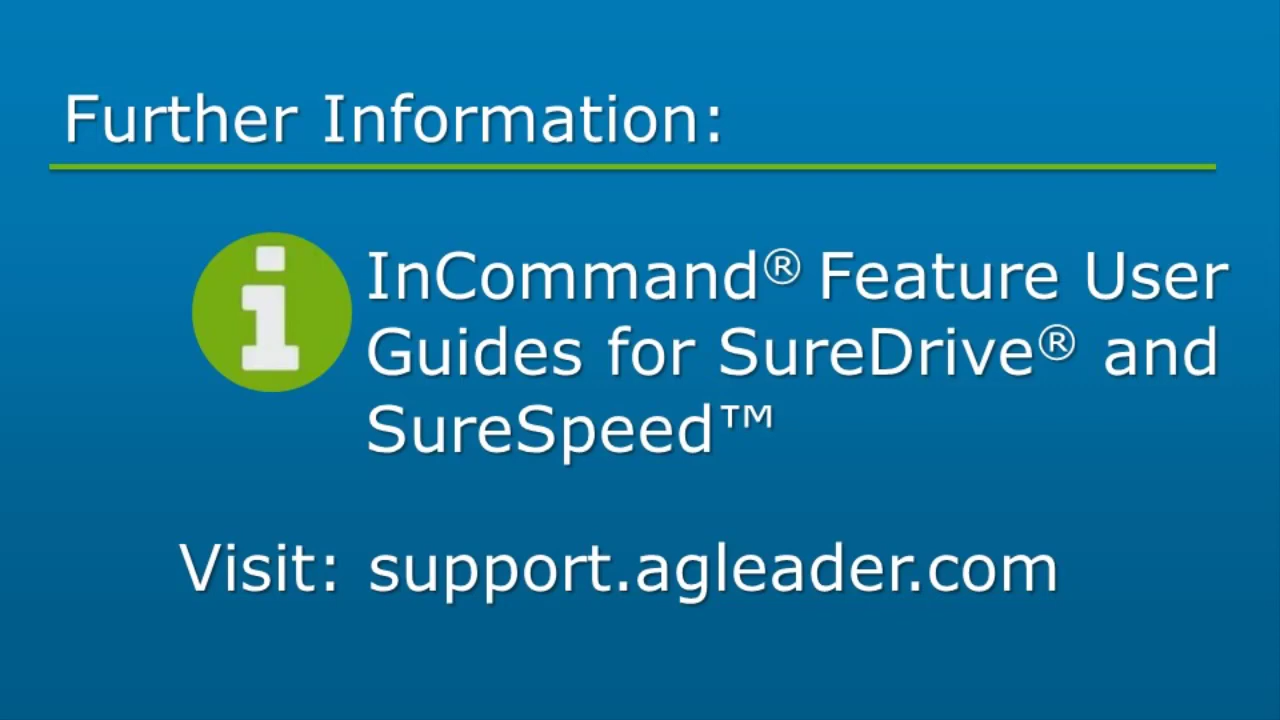 Further Information:
InCommand® Feature User
Guides for SureDrive® and
SureSpeed™
Visit: support.agleader.com